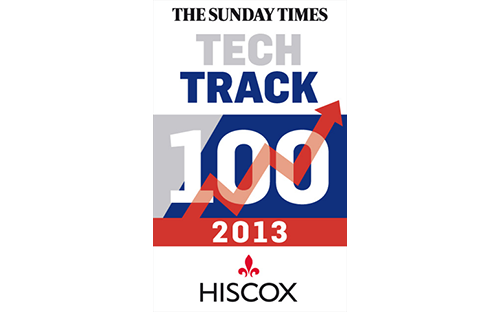 THE SUNDAY TIMES
TECH
TRACK
100
2013
HISCOX